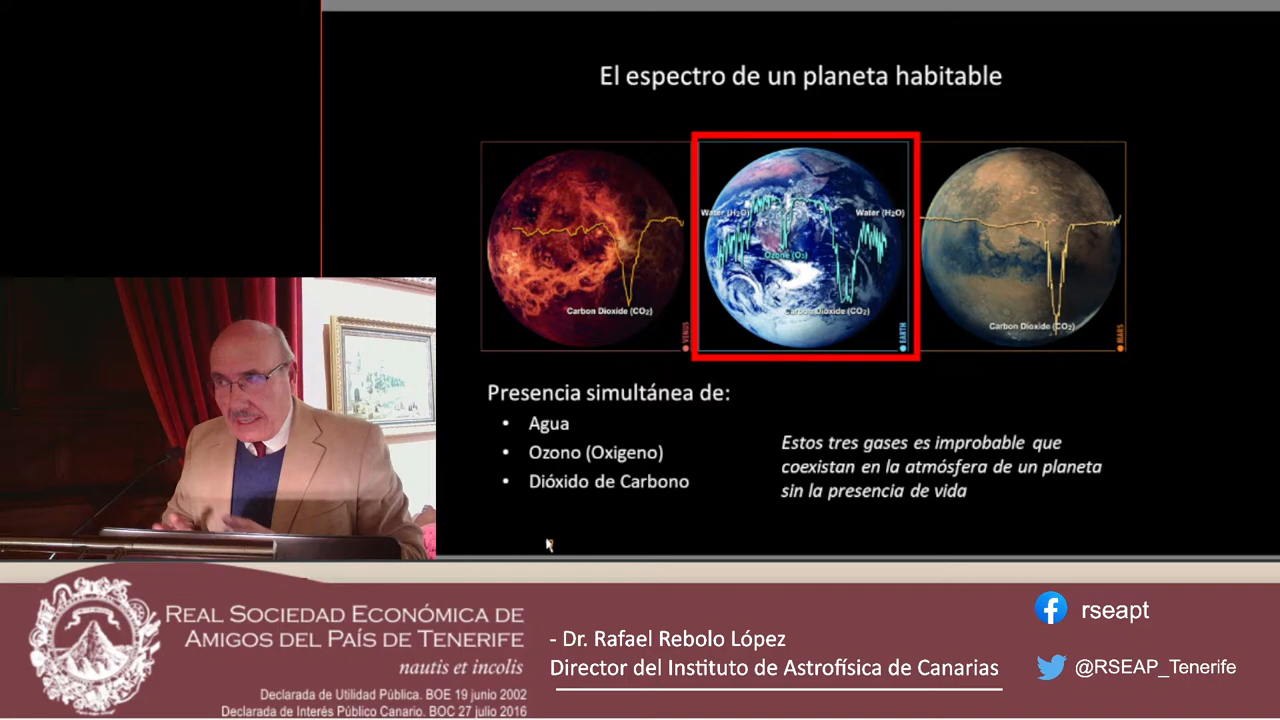 El espectro de un planeta habitable
Water (H₂O)
Water (H₂O)
Ozone (O₃)
Carbon Dioxide (CO₂)
Carbon Dioxide (CO₂)
Carbon Dioxide (CO₂)
VENUS
EARTH
MARS
Presencia simultánea de:
• Agua
• Ozono (Oxigeno)
• Dióxido de Carbono
Estos tres gases es improbable que
coexistan en la atmósfera de un planeta
sin la presencia de vida
REAL SOCIEDAD ECONÓMICA DE
AMIGOS DEL PAÍS DE TENERIFE
nautis et incolis
Declarada de Utilidad Pública. BOE 19 junio 2002
Declarada de Interés Público Canario. BOC 27 julio 2016
- Dr. Rafael Rebolo López
Director del Instituto de Astrofísica de Canarias
rseapt
@RSEAP_Tenerife